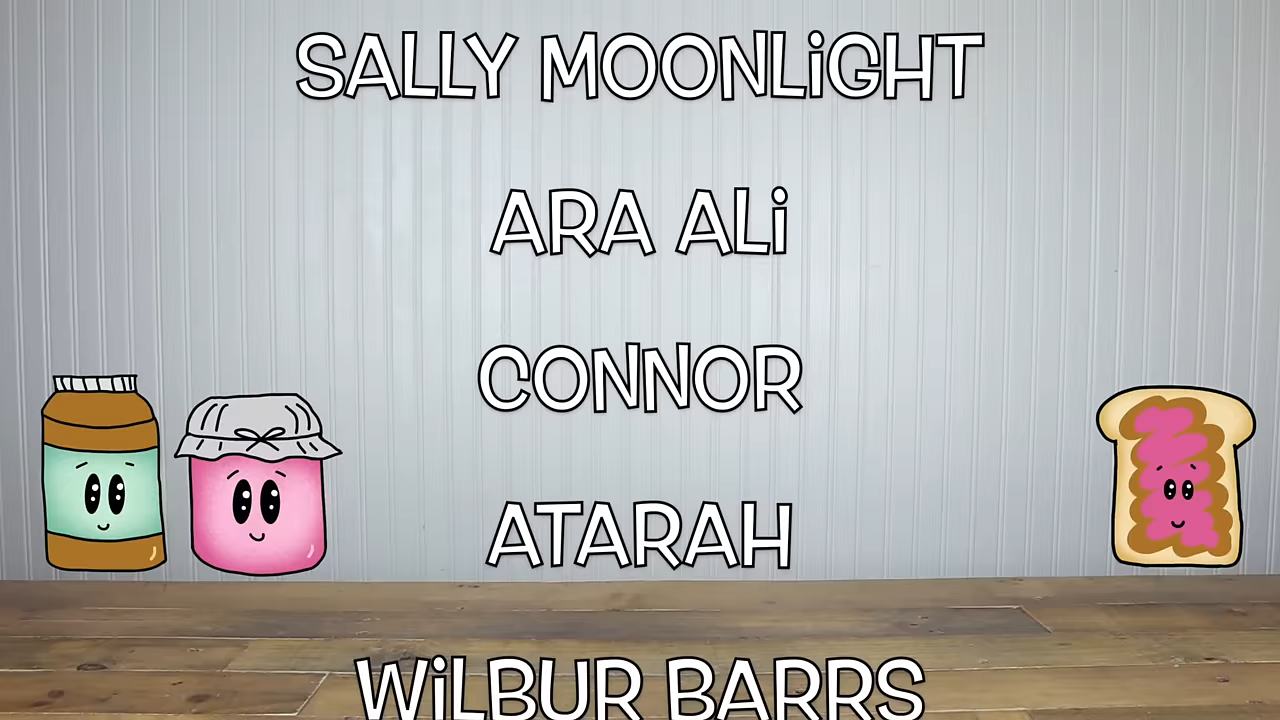 SALLY MOONLiGHT
ARA ALi
CONNOR
ATARAH
WiLBUR BARRS